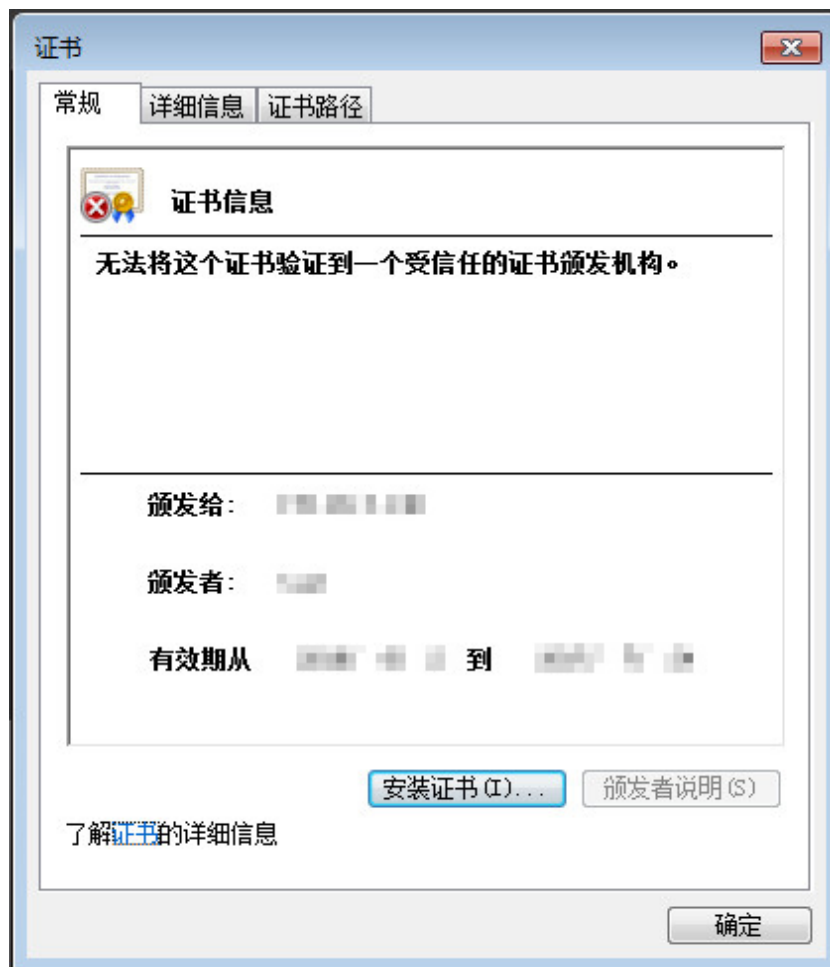 证书
常规 详细信息 证书路径
证书信息
无法将这个证书验证到一个受信任的证书颁发机构。
颁发给：
颁发者：
有效期从 到
安装证书(I)... 颁发者说明(S)
了解证书的详细信息
确定